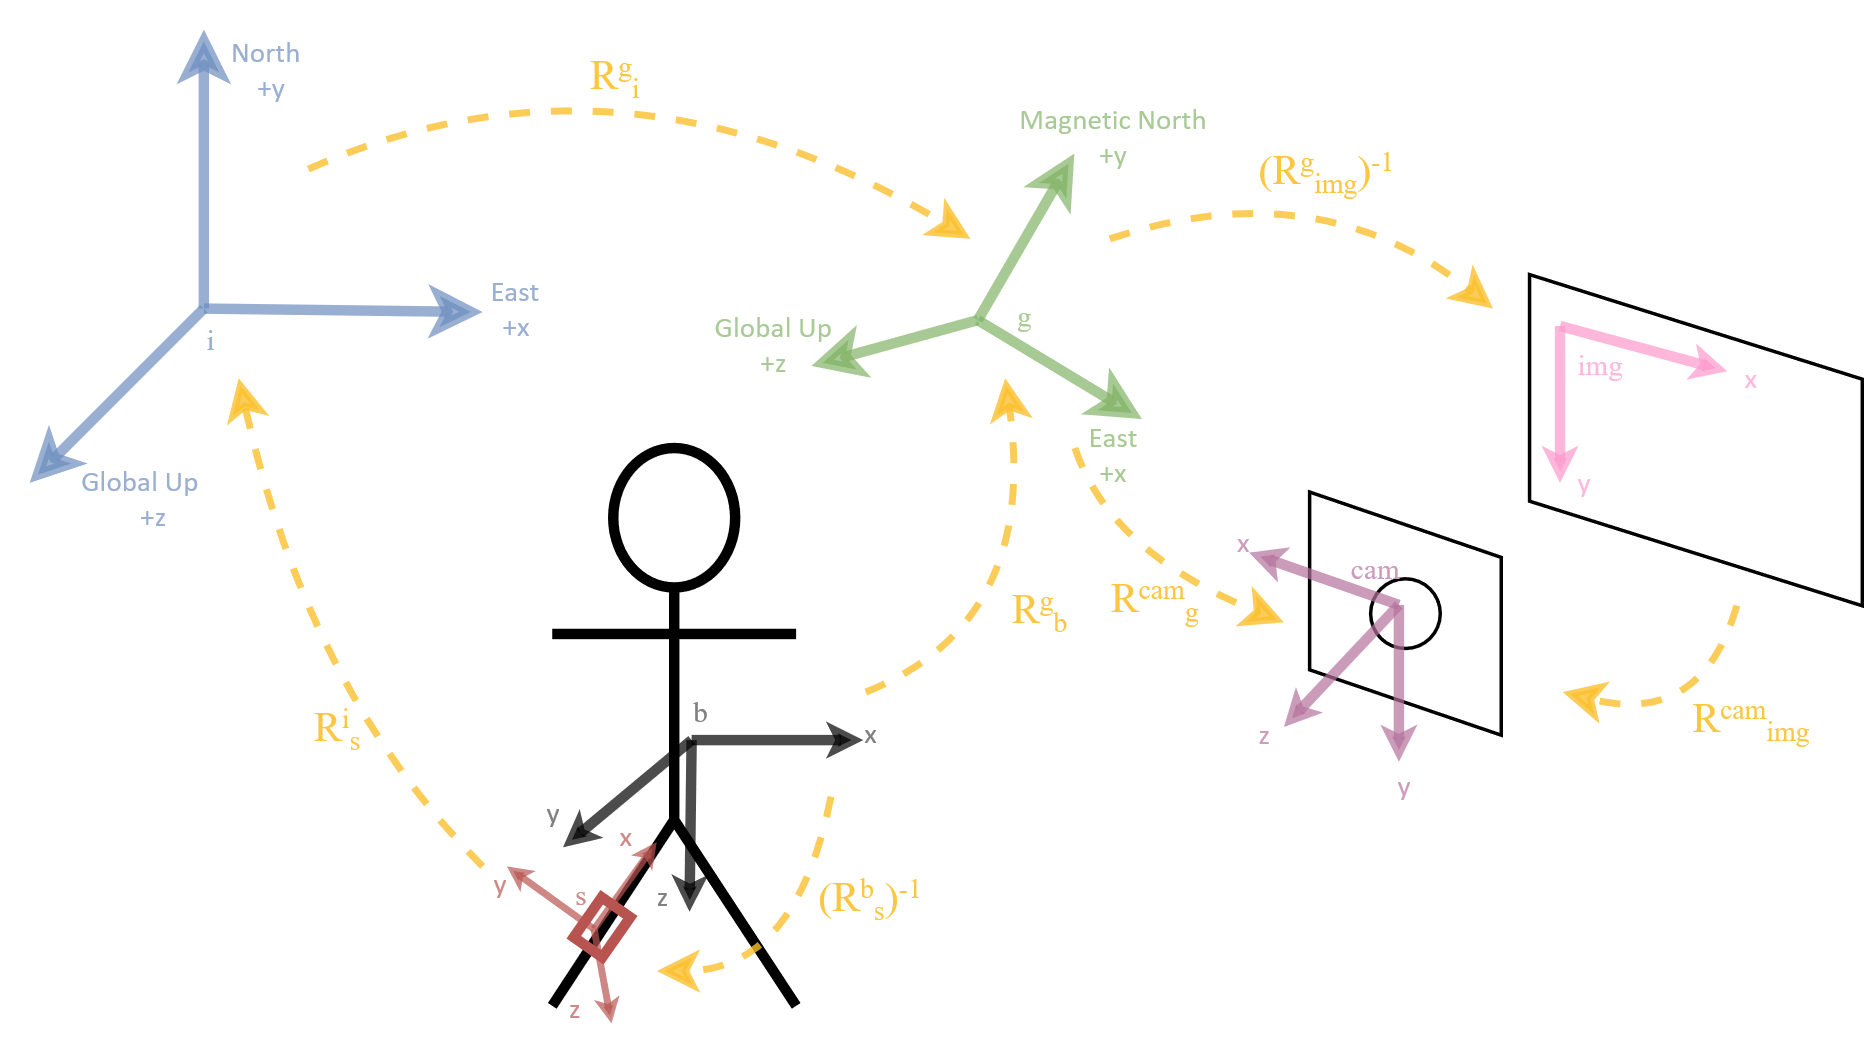 North
+y
East
+x
i
Global Up
+z
R^g_i
Magnetic North
+y
Global Up
+z
g
East
+x
(R^g_img)^-1
img
x
y
R^g_b
R^cam_g
x
cam
z
y
R^cam_img
R^i_s
b
x
y
z
x
y
s
z
(R^b_s)^-1